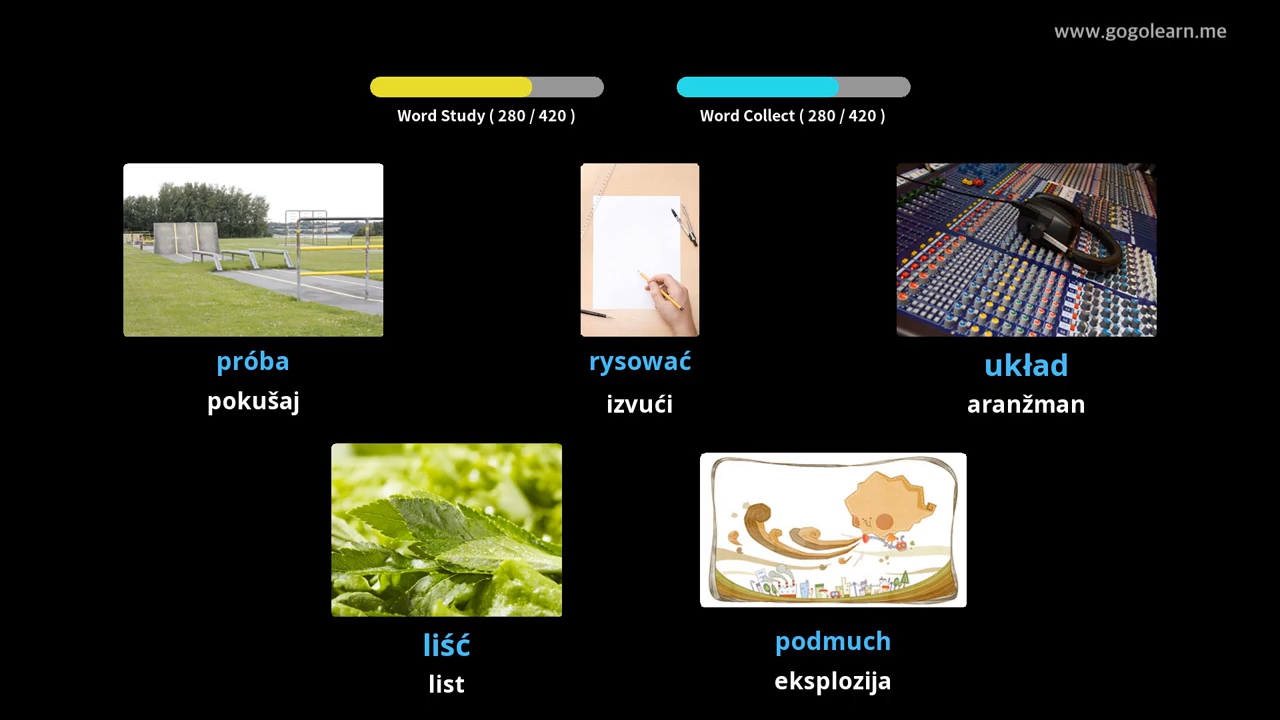 www.gogolearn.me
Word Study ( 280 / 420 )
Word Collect ( 280 / 420 )
próba
pokušaj
rysować
izvući
układ
aranžman
liść
list
podmuch
eksplozija